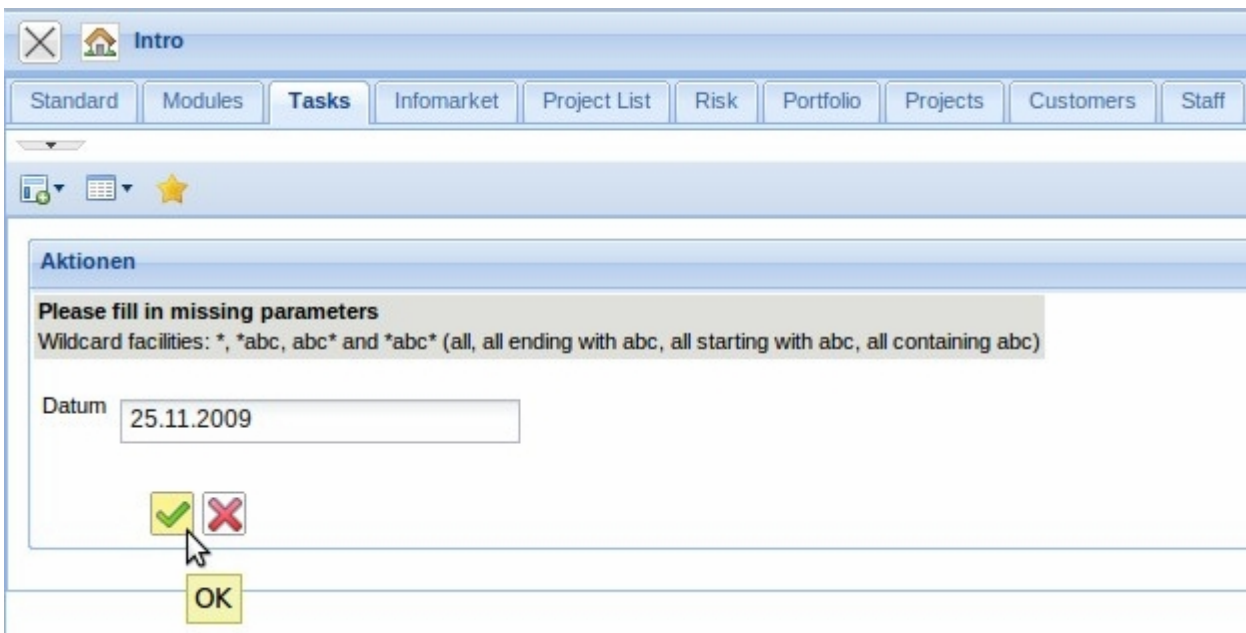 Intro
Standard Modules Tasks Infomarket Project List Risk Portfolio Projects Customers Staff
Aktionen
Please fill in missing parameters
Wildcard facilities: *, *abc, abc* and *abc* (all, all ending with abc, all starting with abc, all containing abc)
Datum 25.11.2009
OK